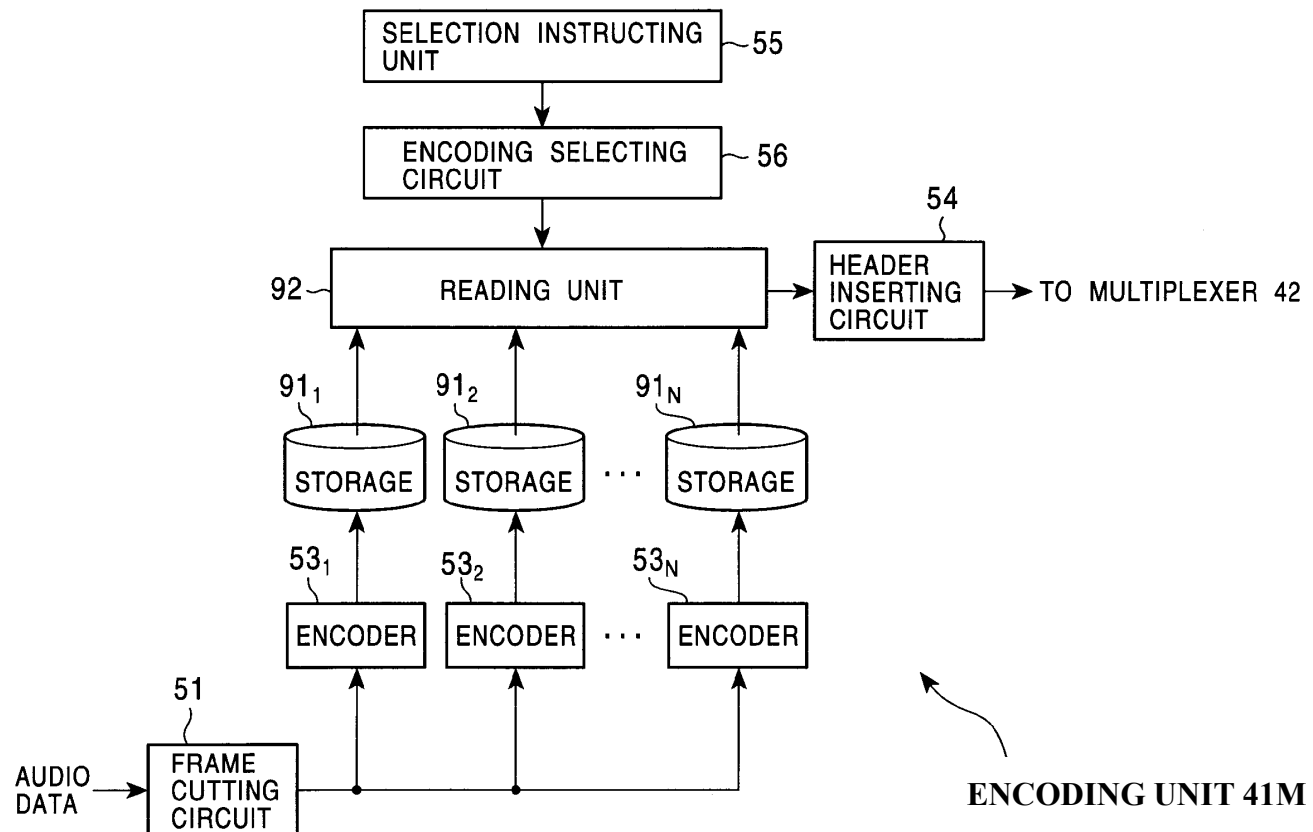 SELECTION INSTRUCTING
UNIT
55
ENCODING SELECTING
CIRCUIT
56
54
92
READING UNIT
HEADER
INSERTING
CIRCUIT
TO MULTIPLEXER 42
91₁
91₂
91N
STORAGE
STORAGE
...
STORAGE
53₁
53₂
53N
ENCODER
ENCODER
...
ENCODER
51
AUDIO
DATA
FRAME
CUTTING
CIRCUIT
ENCODING UNIT 41M